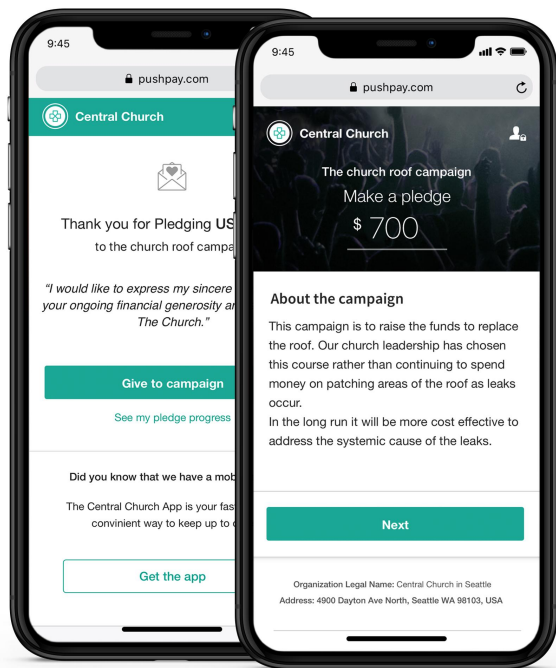 9:45
pushpay.com
Central Church
Thank you for Pledging US
to the church roof campa
"I would like to express my sincere
your ongoing financial generosity an
The Church."
Give to campaign
See my pledge progress
Did you know that we have a mob
The Central Church App is your fas
convinient way to keep up to
Get the app
9:45
pushpay.com
Central Church
The church roof campaign
Make a pledge
$ 700
About the campaign
This campaign is to raise the funds to replace
the roof. Our church leadership has chosen
this course rather than continuing to spend
money on patching areas of the roof as leaks
occur.
In the long run it will be more cost effective to
address the systemic cause of the leaks.
Next
Organization Legal Name: Central Church in Seattle
Address: 4900 Dayton Ave North, Seattle WA 98103, USA